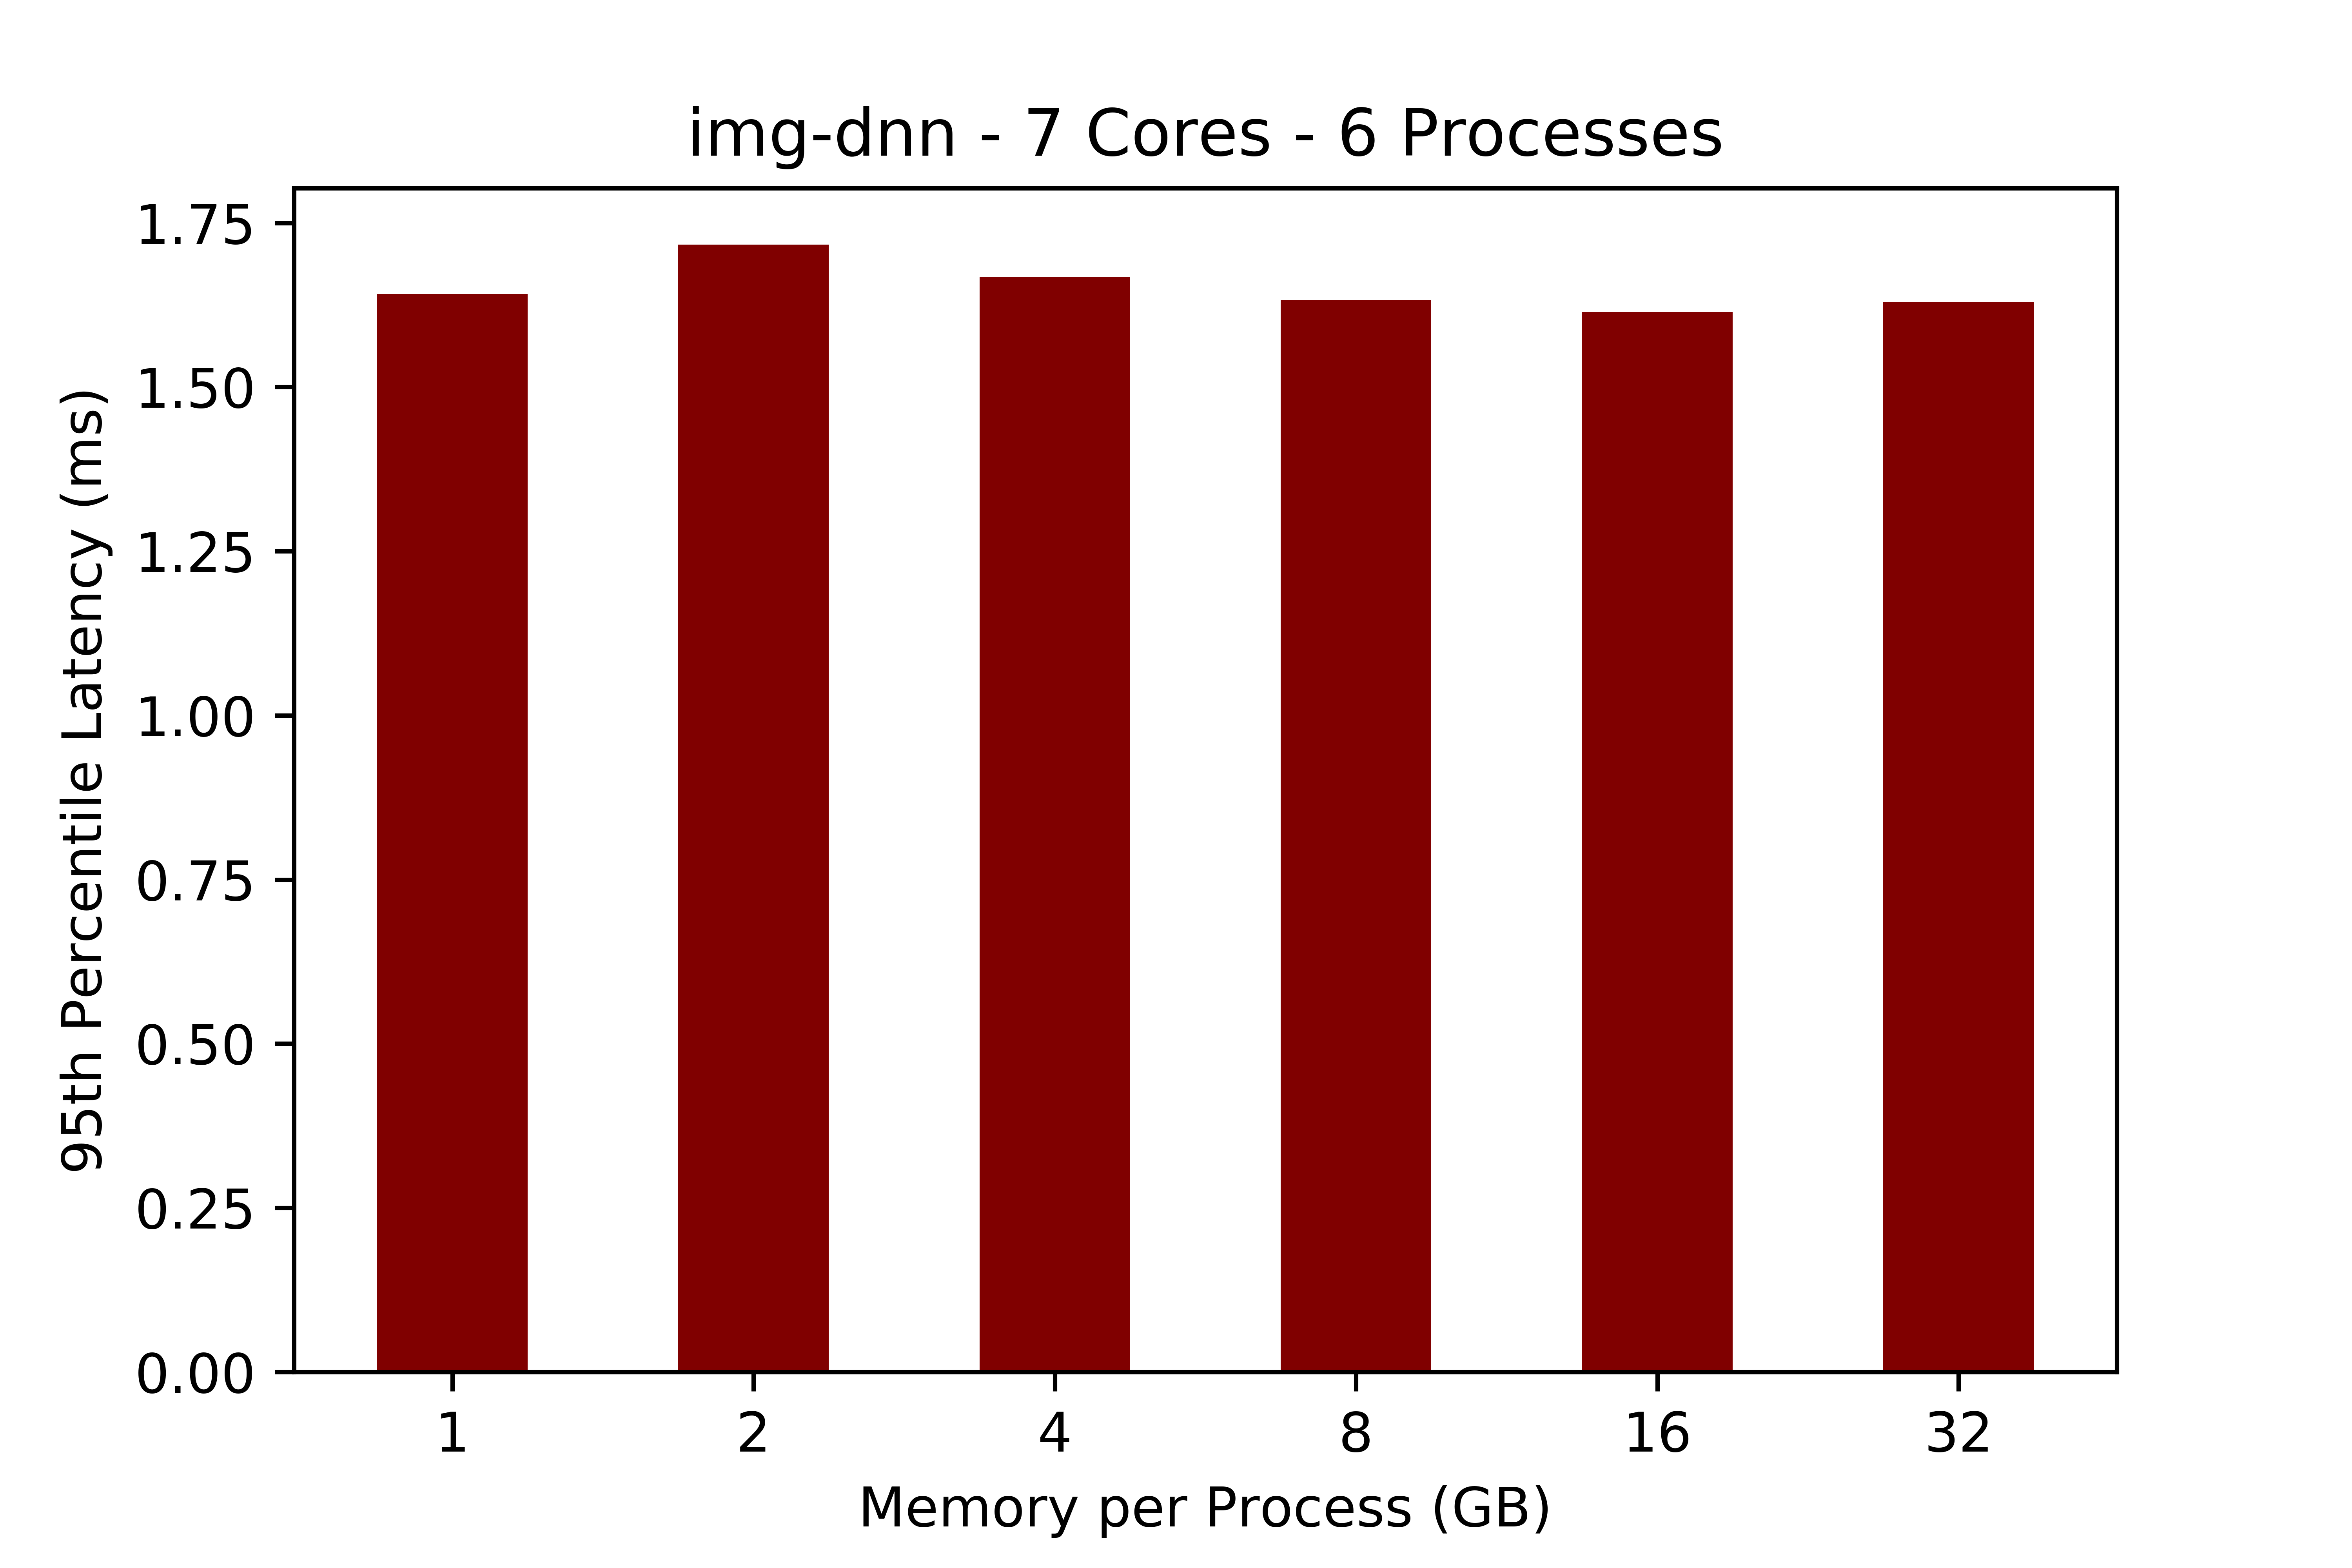 img-dnn - 7 Cores - 6 Processes
95th Percentile Latency (ms)
1.75
1.50
1.25
1.00
0.75
0.50
0.25
0.00
1 2 4 8 16 32
Memory per Process (GB)